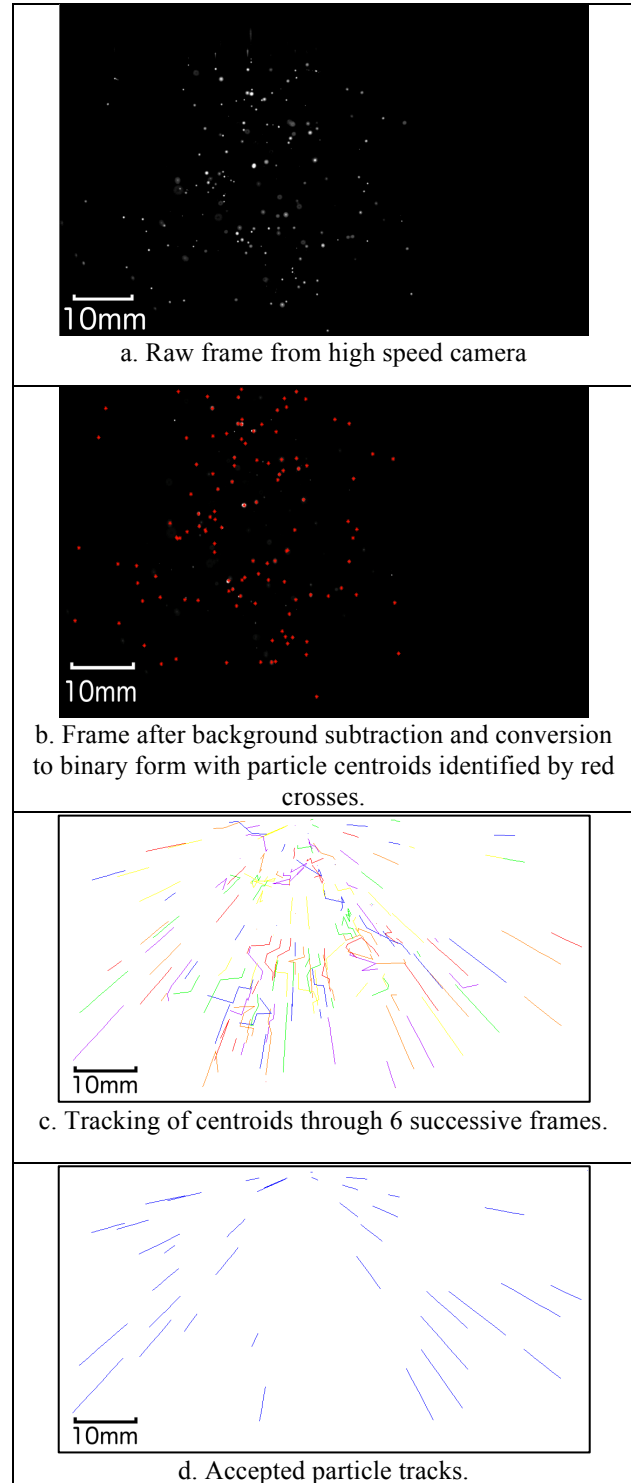 10mm
a. Raw frame from high speed camera
10mm
b. Frame after background subtraction and conversion
to binary form with particle centroids identified by red
crosses.
10mm
c. Tracking of centroids through 6 successive frames.
10mm
d. Accepted particle tracks.